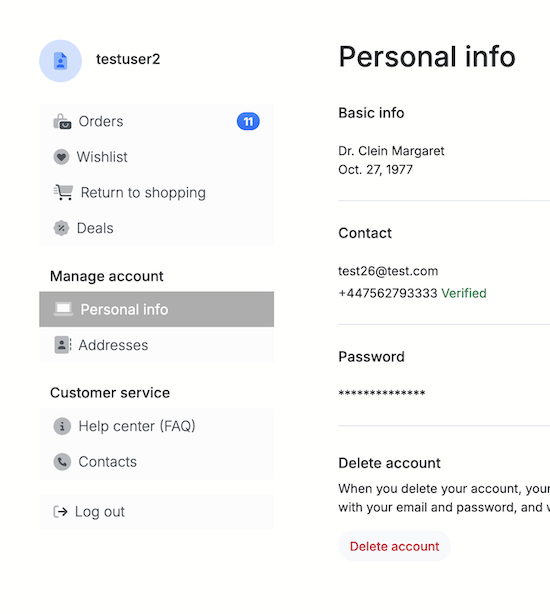 testuser2
Orders
11
Wishlist
Return to shopping
Deals
Manage account
Personal info
Addresses
Customer service
Help center (FAQ)
Contacts
Log out
Personal info
Basic info
Dr. Clein Margaret
Oct. 27, 1977
Contact
test26@test.com
+447562793333 Verified
Password
**************
Delete account
When you delete your account, your
with your email and password, and
Delete account